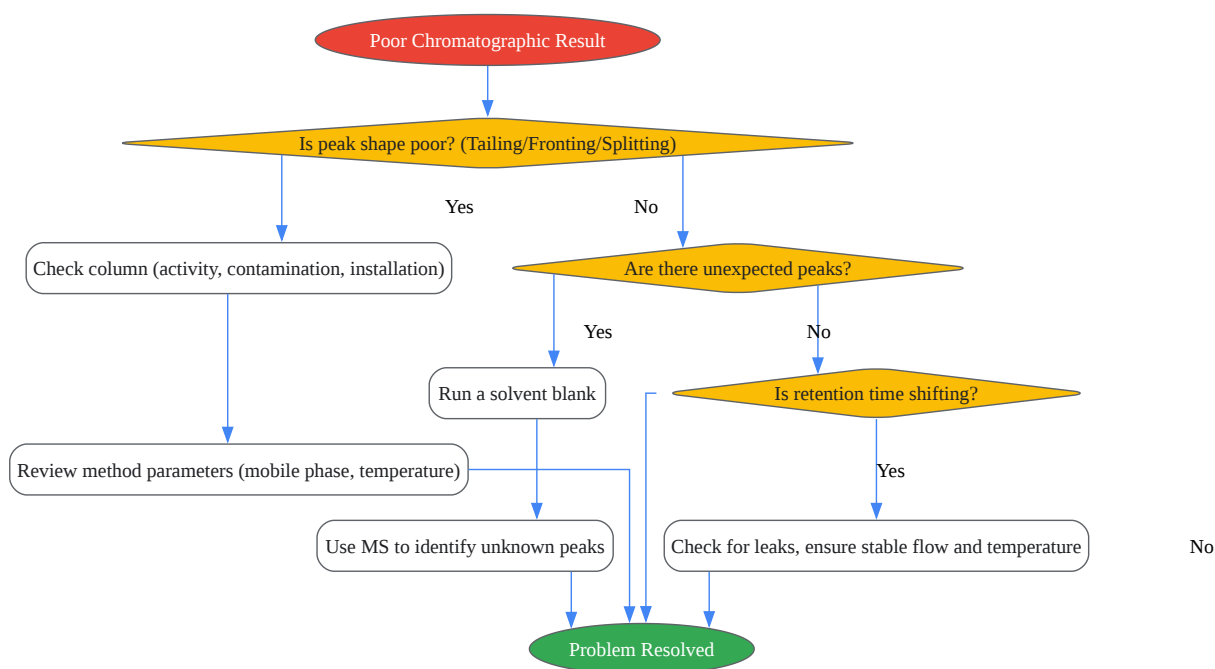 Poor Chromatographic Result
Is peak shape poor? (Tailing/Fronting/Splitting)
Yes
No
Check column (activity, contamination, installation)
Are there unexpected peaks?
Yes
No
Run a solvent blank
Is retention time shifting?
Review method parameters (mobile phase, temperature)
Yes
Use MS to identify unknown peaks
Check for leaks, ensure stable flow and temperature
No
Problem Resolved